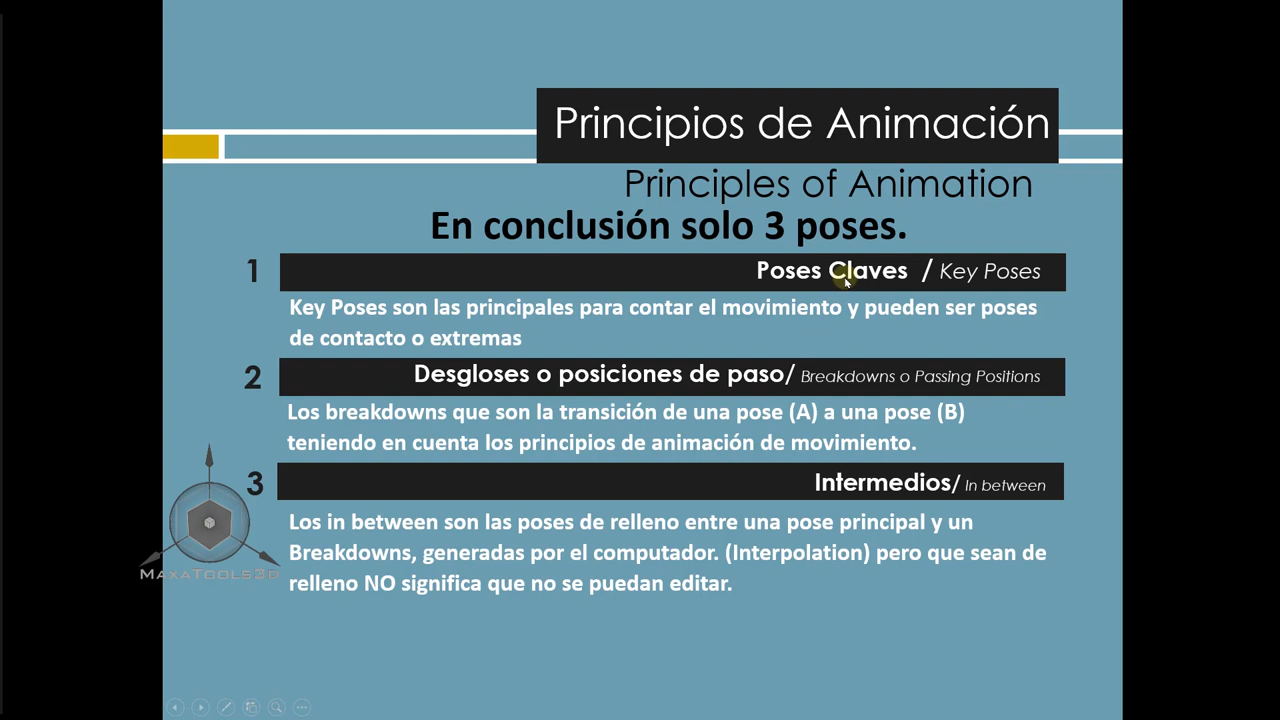 Principios de Animación
Principles of Animation
En conclusión solo 3 poses.
1 Poses Claves / Key Poses
Key Poses son las principales para contar el movimiento y pueden ser poses
de contacto o extremas
2 Desgloses o posiciones de paso/ Breakdowns o Passing Positions
Los breakdowns que son la transición de una pose (A) a una pose (B)
teniendo en cuenta los principios de animación de movimiento.
3 Intermedios/ In between
Los in between son las poses de relleno entre una pose principal y un
Breakdowns, generadas por el computador. (Interpolation) pero que sean de
relleno NO significa que no se puedan editar.
MaxaTools3d